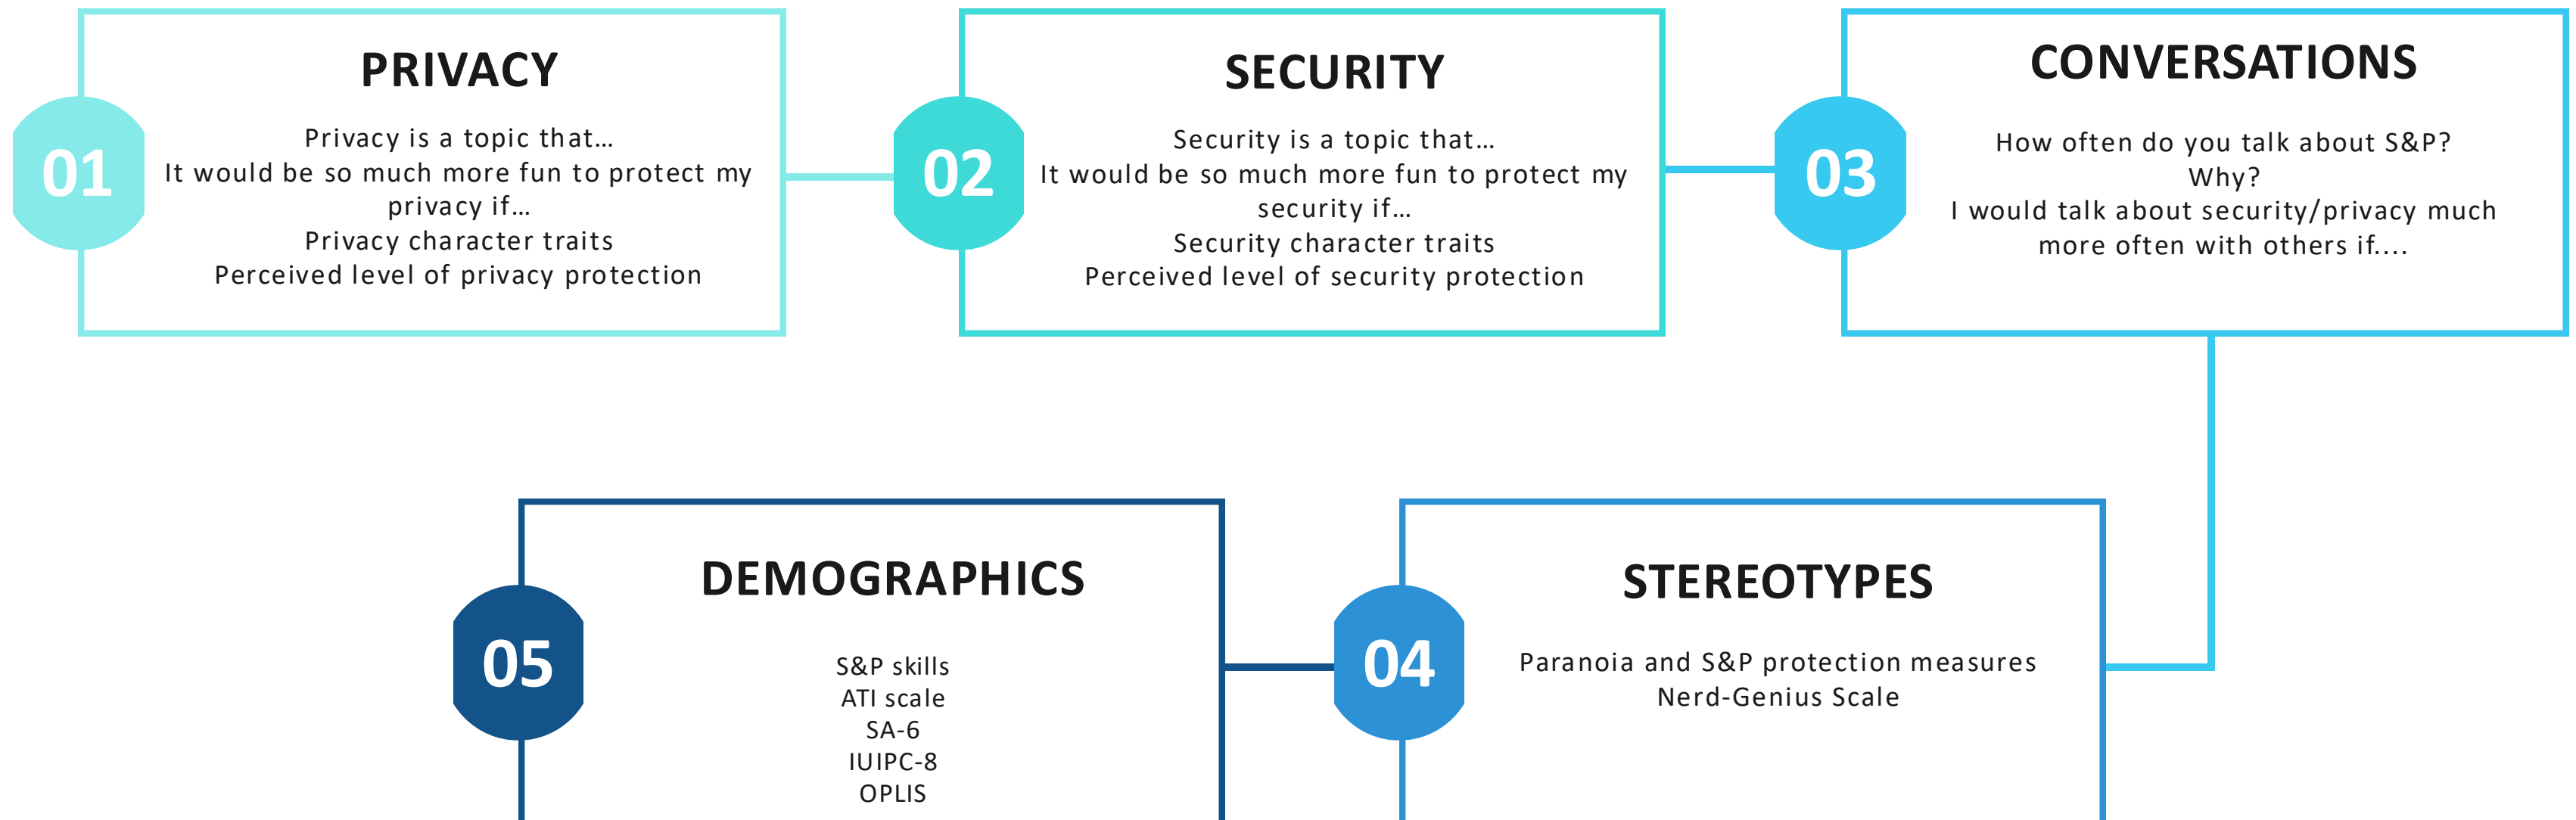 01
PRIVACY
Privacy is a topic that…
It would be so much more fun to protect my
privacy if…
Privacy character traits
Perceived level of privacy protection
02
SECURITY
Security is a topic that…
It would be so much more fun to protect my
security if…
Security character traits
Perceived level of security protection
03
CONVERSATIONS
How often do you talk about S&P?
Why?
I would talk about security/privacy much
more often with others if....
04
STEREOTYPES
Paranoia and S&P protection measures
Nerd-Genius Scale
05
DEMOGRAPHICS
S&P skills
ATI scale
SA-6
IUIPC-8
OPLIS